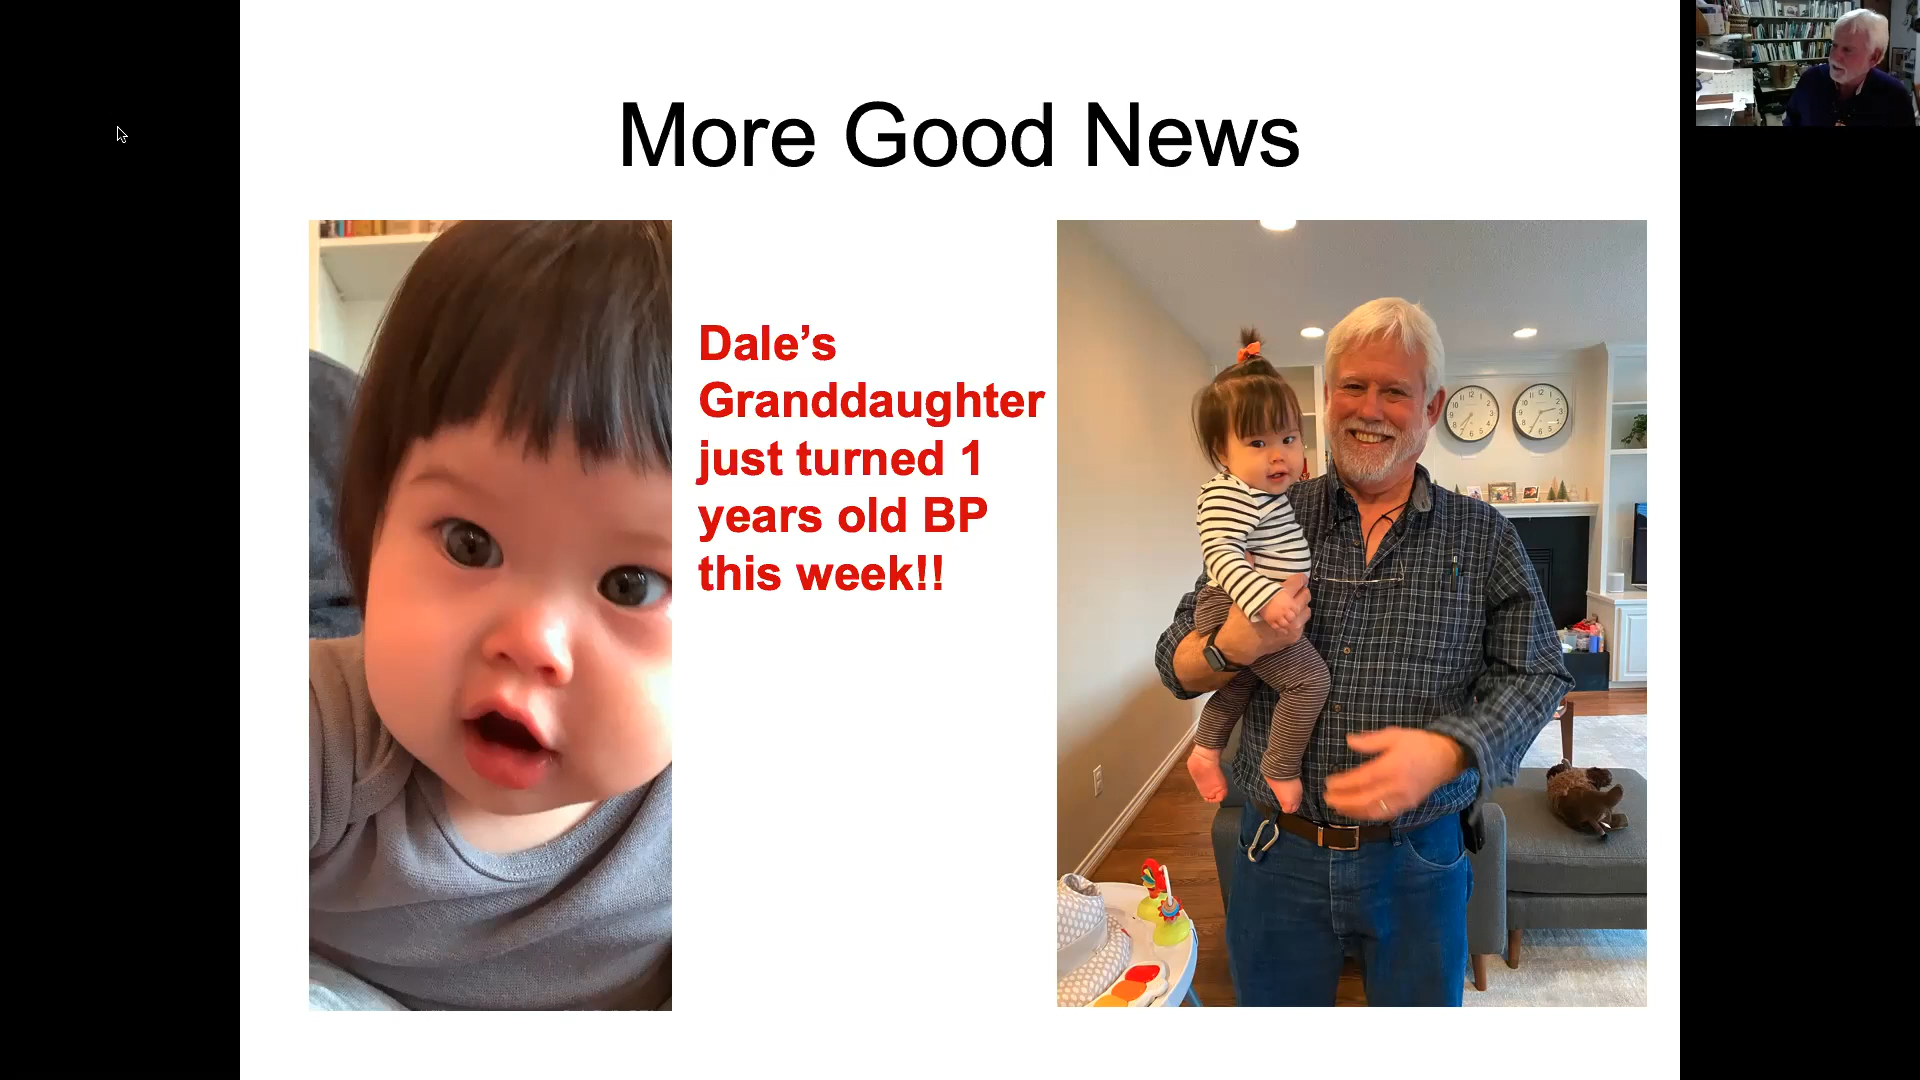 More Good News
Dale’s
Granddaughter
just turned 1
years old BP
this week!!